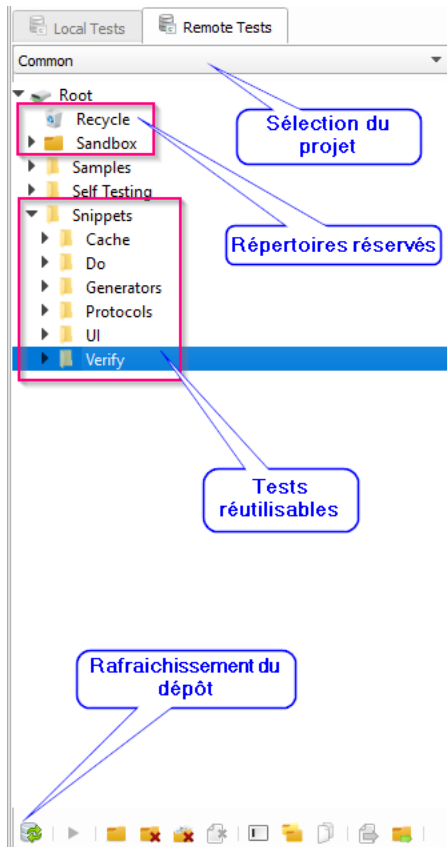 Local Tests
Remote Tests
Common
Root
Recycle
Sandbox
Samples
Self Testing
Snippets
Cache
Do
Generators
Protocols
UI
Verify
Sélection du
projet
Répertoires réservés
Tests
réutilisables
Rafraichissement du
dépôt